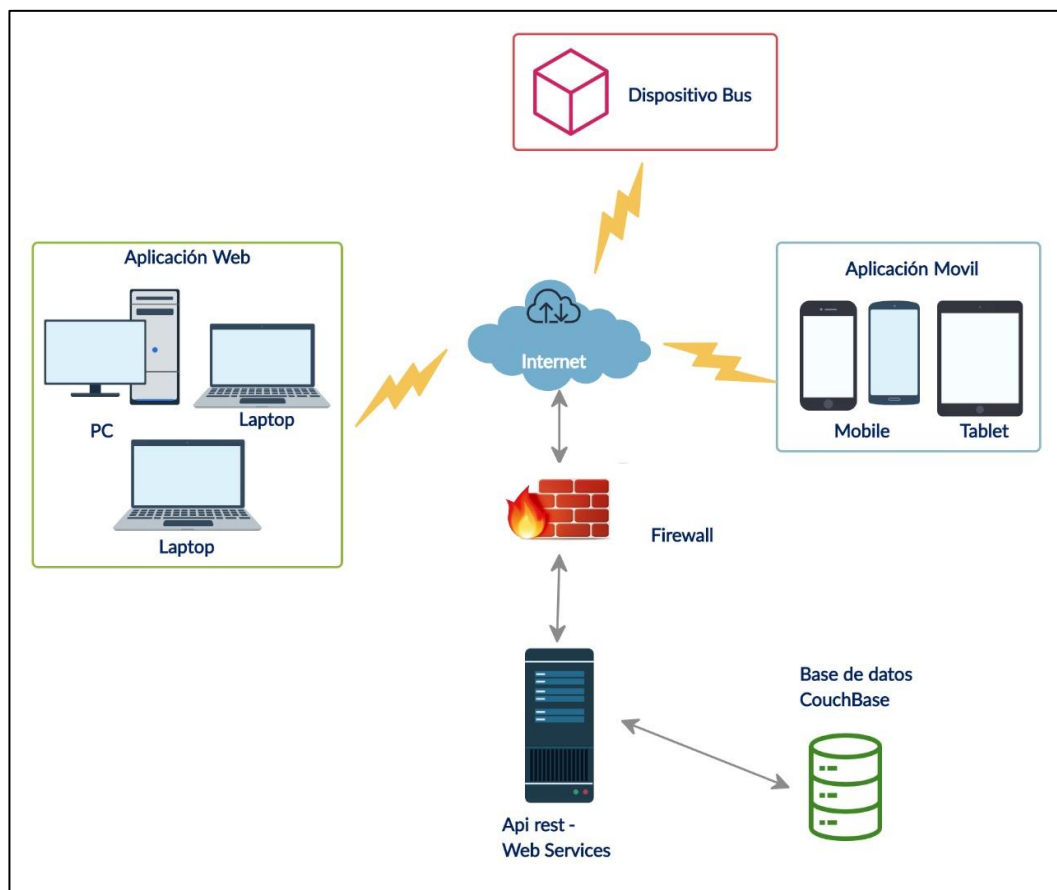 Dispositivo Bus
Aplicación Web
PC
Laptop
Laptop
Internet
Aplicación Movil
Mobile
Tablet
Firewall
Api rest -
Web Services
Base de datos
CouchBase